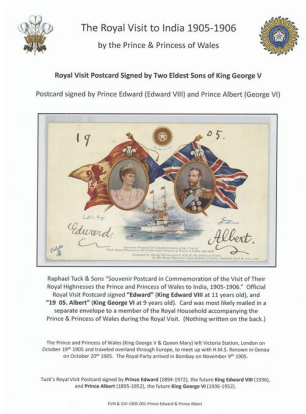 The Royal Visit to India 1905-1906
by the Prince & Princess of Wales
Royal Visit Postcard Signed by Two Eldest Sons of King George V
Postcard signed by Prince Edward (Edward VIII) and Prince Albert (George VI)
19 05.
Edward Albert.
Raphael Tuck & Sons "Souvenir Postcard in Commemoration of the Visit of Their
Royal Highnesses the Prince and Princess of Wales to India, 1905-1906." Official
Royal Visit Postcard signed "Edward" (King Edward VIII at 11 years old), and
"19 05. Albert" (King George VI at 9 years old). Card was most likely mailed in a
separate envelope to a member of the Royal Household accompanying the
Prince & Princess of Wales during the Royal Visit. (Nothing written on the back.)
The Prince and Princess of Wales (King George V & Queen Mary) left Victoria Station, London on
October 19th 1905 and traveled overland through Europe, to meet up with H.M.S. Renown in Genoa
on October 20th 1905. The Royal Party arrived in Bombay on November 9th 1905.
Tuck's Royal Visit Postcard signed by Prince Edward (1894-1972), the future King Edward VIII (1936),
and Prince Albert (1895-1952), the future King George VI (1936-1952).